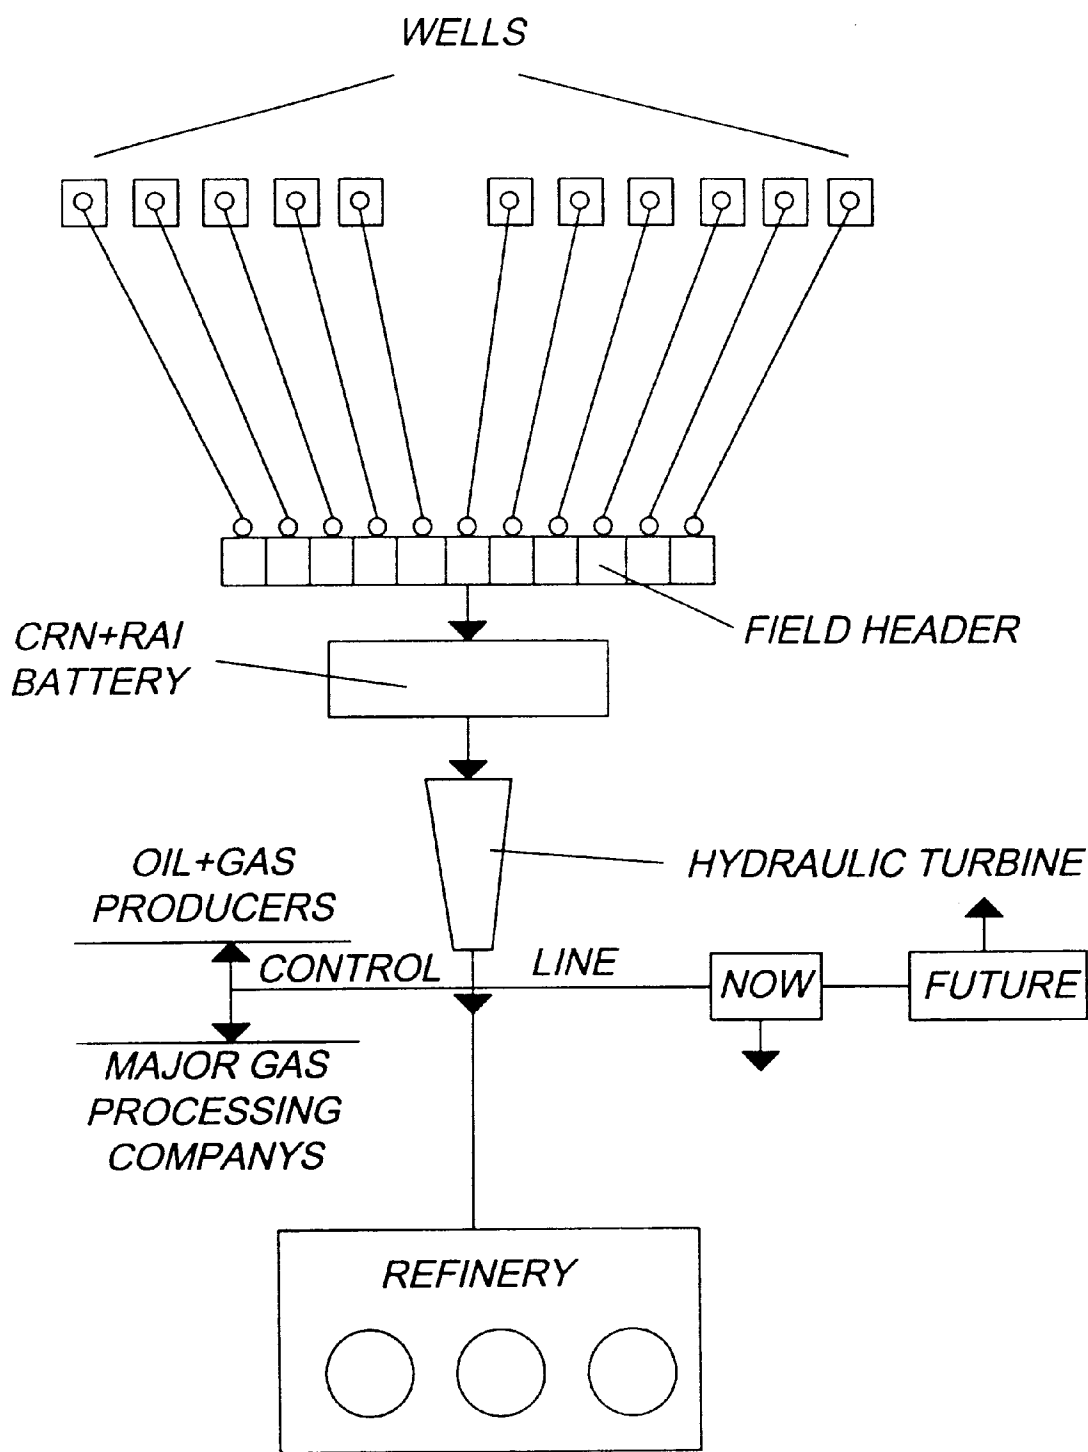 WELLS
FIELD HEADER
CRN+RAI
BATTERY
HYDRAULIC TURBINE
OIL+GAS
PRODUCERS
CONTROL LINE
NOW
FUTURE
MAJOR GAS
PROCESSING
COMPANYS
REFINERY